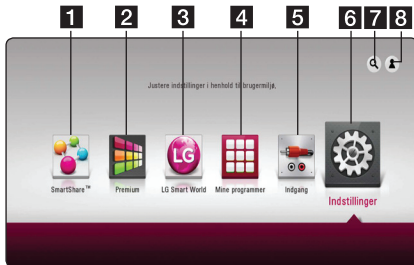 1 2 3 4 5 6 7 8
Justere indstillinger i henhold til brugermiljø.
LG
SmartShare™ Premium LG Smart World Mine programmer Indgang
Indstillinger